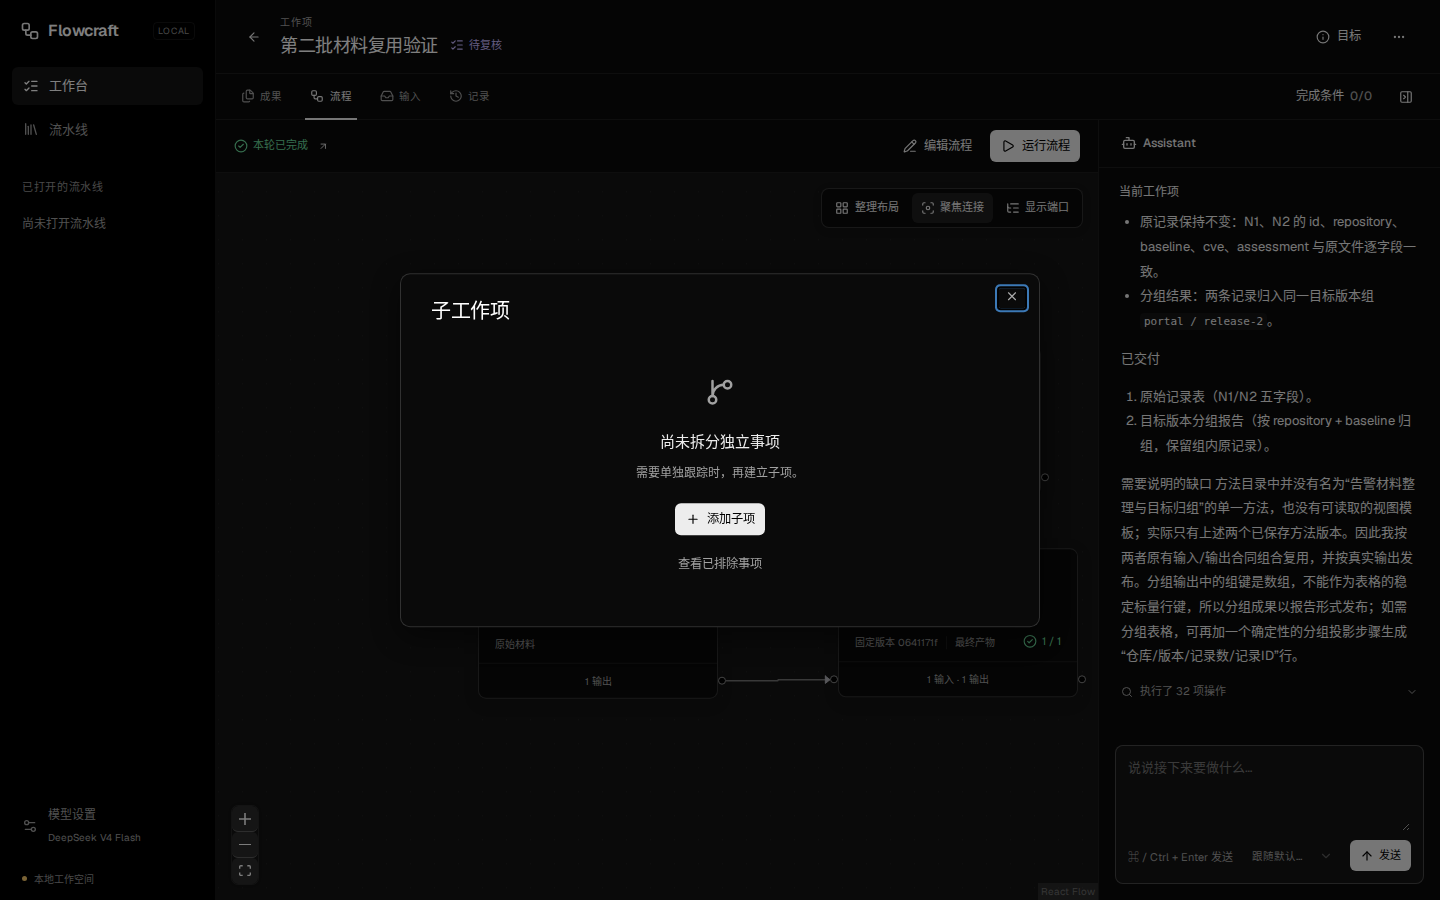 Flowcraft
LOCAL
工作台
流水线
已打开的流水线
尚未打开流水线
模型设置
DeepSeek V4 Flash
本地工作空间
工作项
第二批材料复用验证
待复核
目标
成果
流程
输入
记录
完成条件 0/0
本轮已完成
编辑流程
运行流程
整理布局
聚焦连接
显示端口
子工作项
尚未拆分独立事项
需要单独跟踪时，再建立子项。
添加子项
查看已排除事项
原始材料
1 输出
固定版本 0641171f
最终产物
1 / 1
1 输入 · 1 输出
React Flow
Assistant
当前工作项
• 原记录保持不变：N1、N2 的 id、repository、
baseline、cve、assessment 与原文件逐字段一
致。
• 分组结果：两条记录归入同一目标版本组
portal / release-2 。
已交付
1. 原始记录表（N1/N2 五字段）。
2. 目标版本分组报告（按 repository + baseline 归
组，保留组内原记录）。
需要说明的缺口 方法目录中并没有名为“告警材料整
理与目标归组”的单一方法，也没有可读取的视图模
板；实际只有上述两个已保存方法版本。因此我按
两者原有输入/输出合同组合复用，并按真实输出发
布。分组输出中的组键是数组，不能作为表格的稳
定标量行键，所以分组成果以报告形式发布；如需
分组表格，可再加一个确定性的分组投影步骤生成
“仓库/版本/记录数/记录ID”行。
执行了 32 项操作
说说接下来要做什么…
⌘ / Ctrl + Enter 发送
跟随默认…
发送